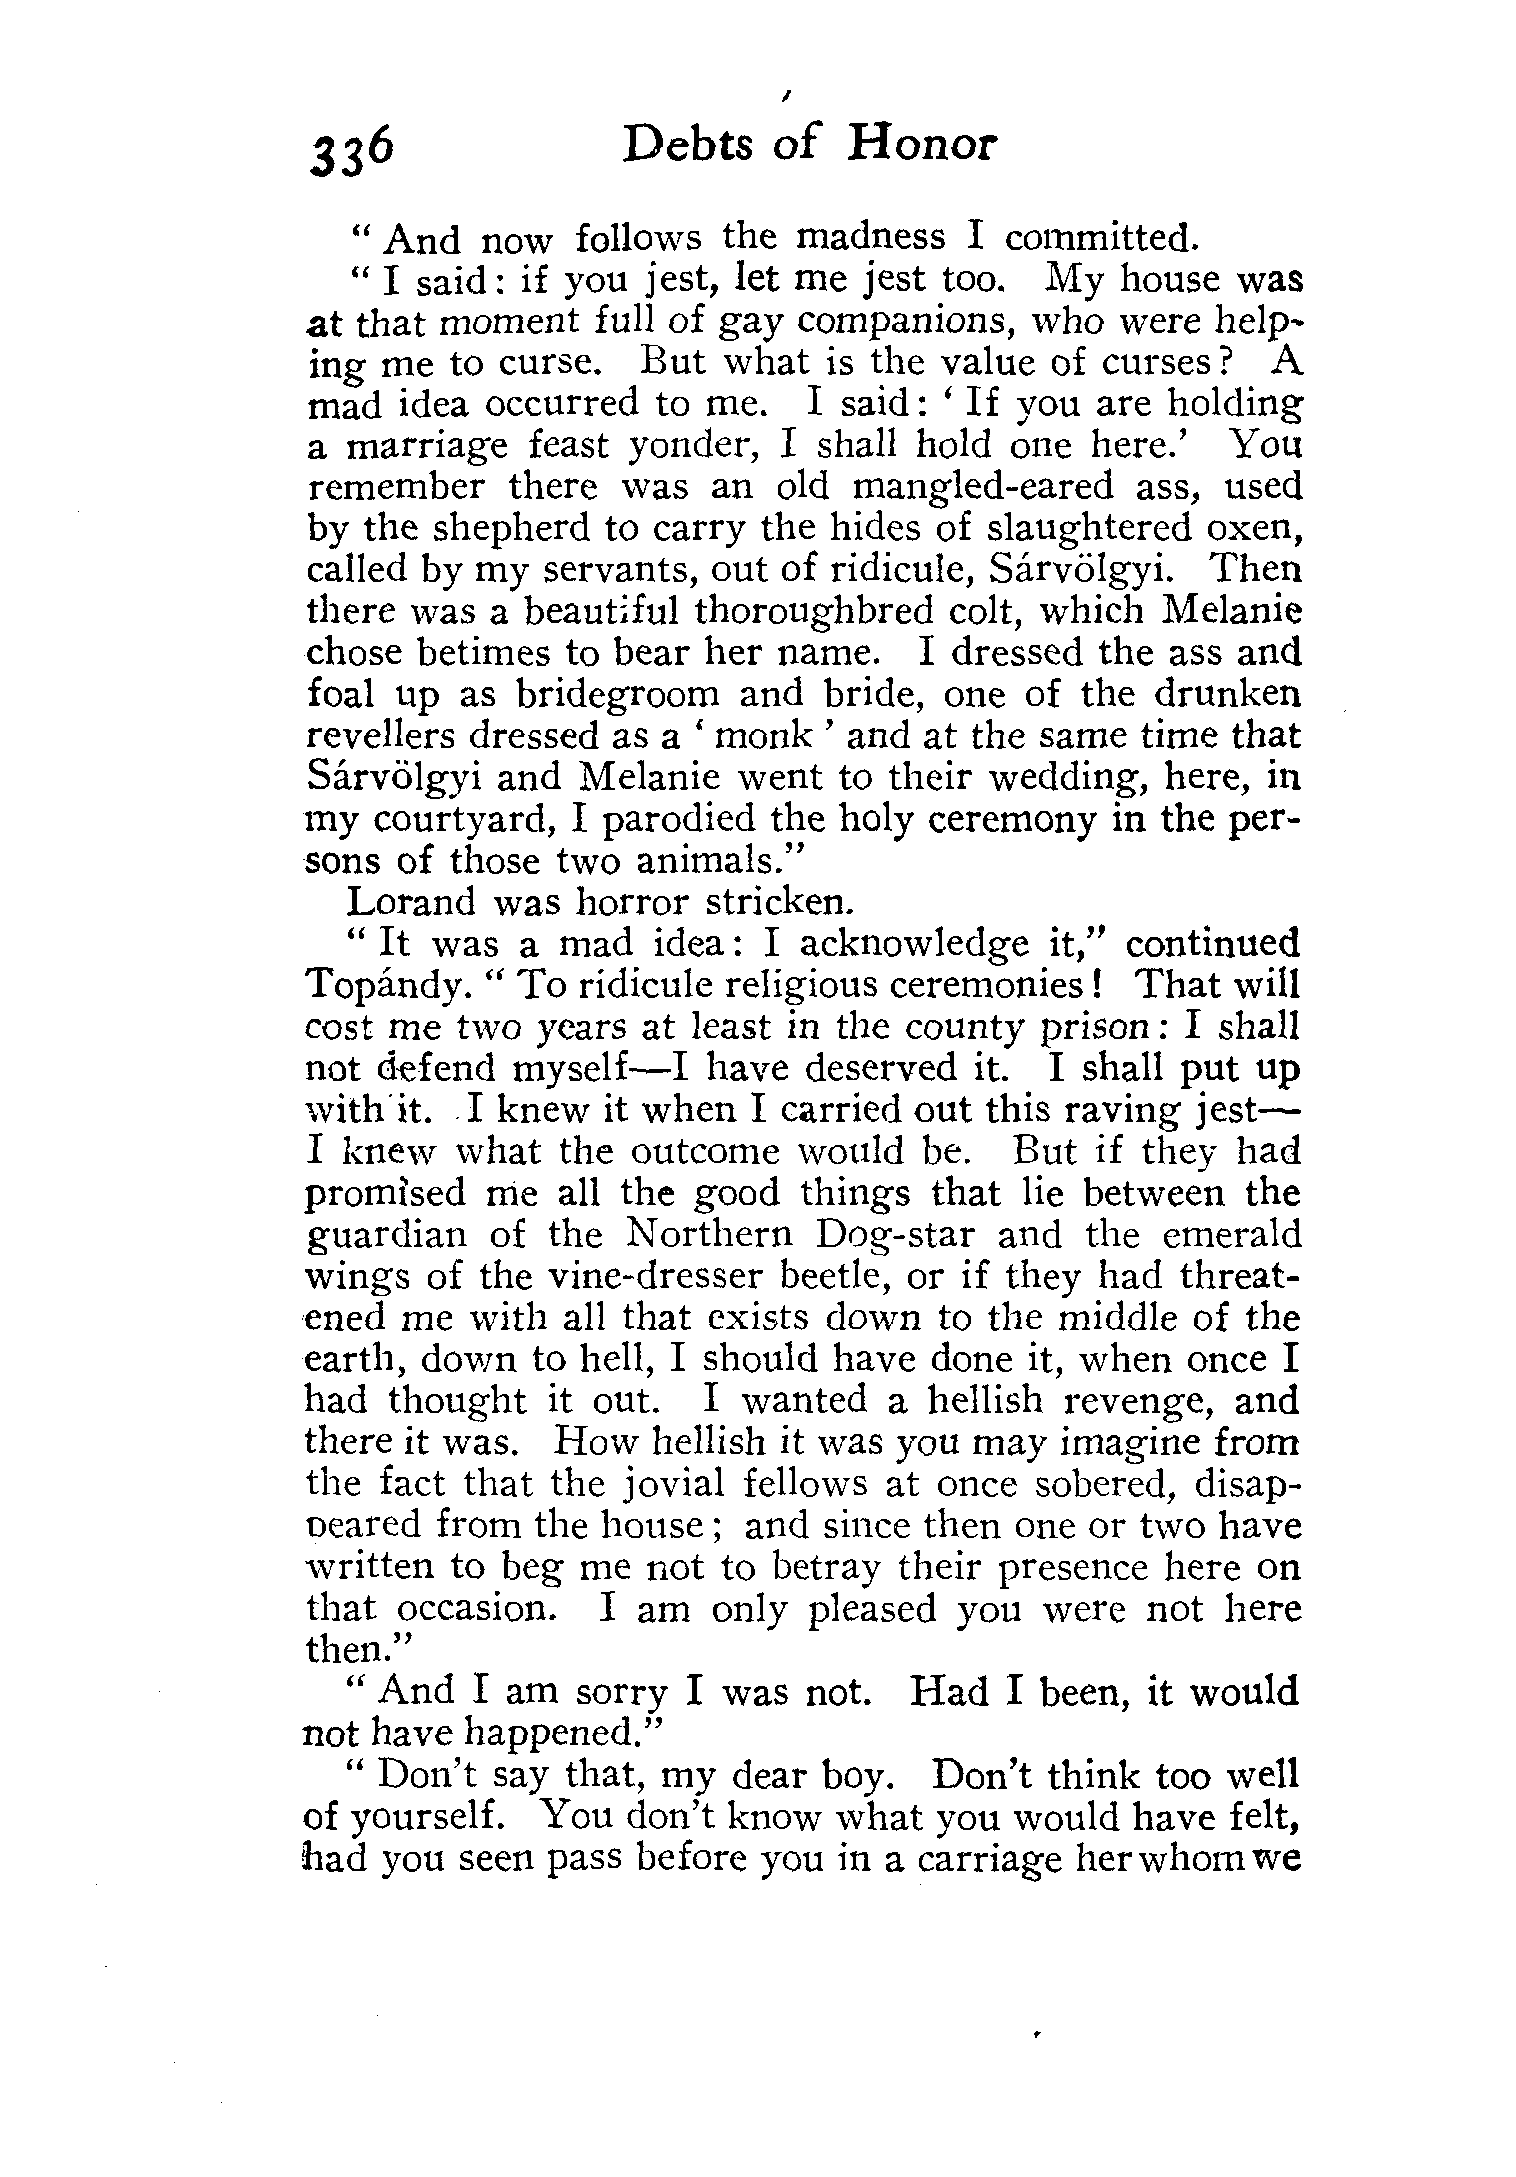 336 Debts of Honor
“ And now follows the madness I committed.
“ I said : if you jest, let me jest too. My house was
at that moment full of gay companions, who were help-
ing me to curse. But what is the value of curses ? A
mad idea occurred to me. I said : ‘ If you are holding
a marriage feast yonder, I shall hold one here.’ You
remember there was an old mangled-eared ass, used
by the shepherd to carry the hides of slaughtered oxen,
called by my servants, out of ridicule, Sárvölgyi. Then
there was a beautiful thoroughbred colt, which Melanie
chose betimes to bear her name. I dressed the ass and
foal up as bridegroom and bride, one of the drunken
revellers dressed as a ‘ monk ’ and at the same time that
Sárvölgyi and Melanie went to their wedding, here, in
my courtyard, I parodied the holy ceremony in the per-
sons of those two animals.”
Lorand was horror stricken.
“ It was a mad idea : I acknowledge it,” continued
Topándy. “ To ridicule religious ceremonies ! That will
cost me two years at least in the county prison : I shall
not defend myself—I have deserved it. I shall put up
with it. I knew it when I carried out this raving jest—
I knew what the outcome would be. But if they had
promised me all the good things that lie between the
guardian of the Northern Dog-star and the emerald
wings of the vine-dresser beetle, or if they had threat-
ened me with all that exists down to the middle of the
earth, down to hell, I should have done it, when once I
had thought it out. I wanted a hellish revenge, and
there it was. How hellish it was you may imagine from
the fact that the jovial fellows at once sobered, disap-
peared from the house ; and since then one or two have
written to beg me not to betray their presence here on
that occasion. I am only pleased you were not here
then.”
“ And I am sorry I was not. Had I been, it would
not have happened.”
“ Don’t say that, my dear boy. Don’t think too well
of yourself. You don’t know what you would have felt,
had you seen pass before you in a carriage her whom we